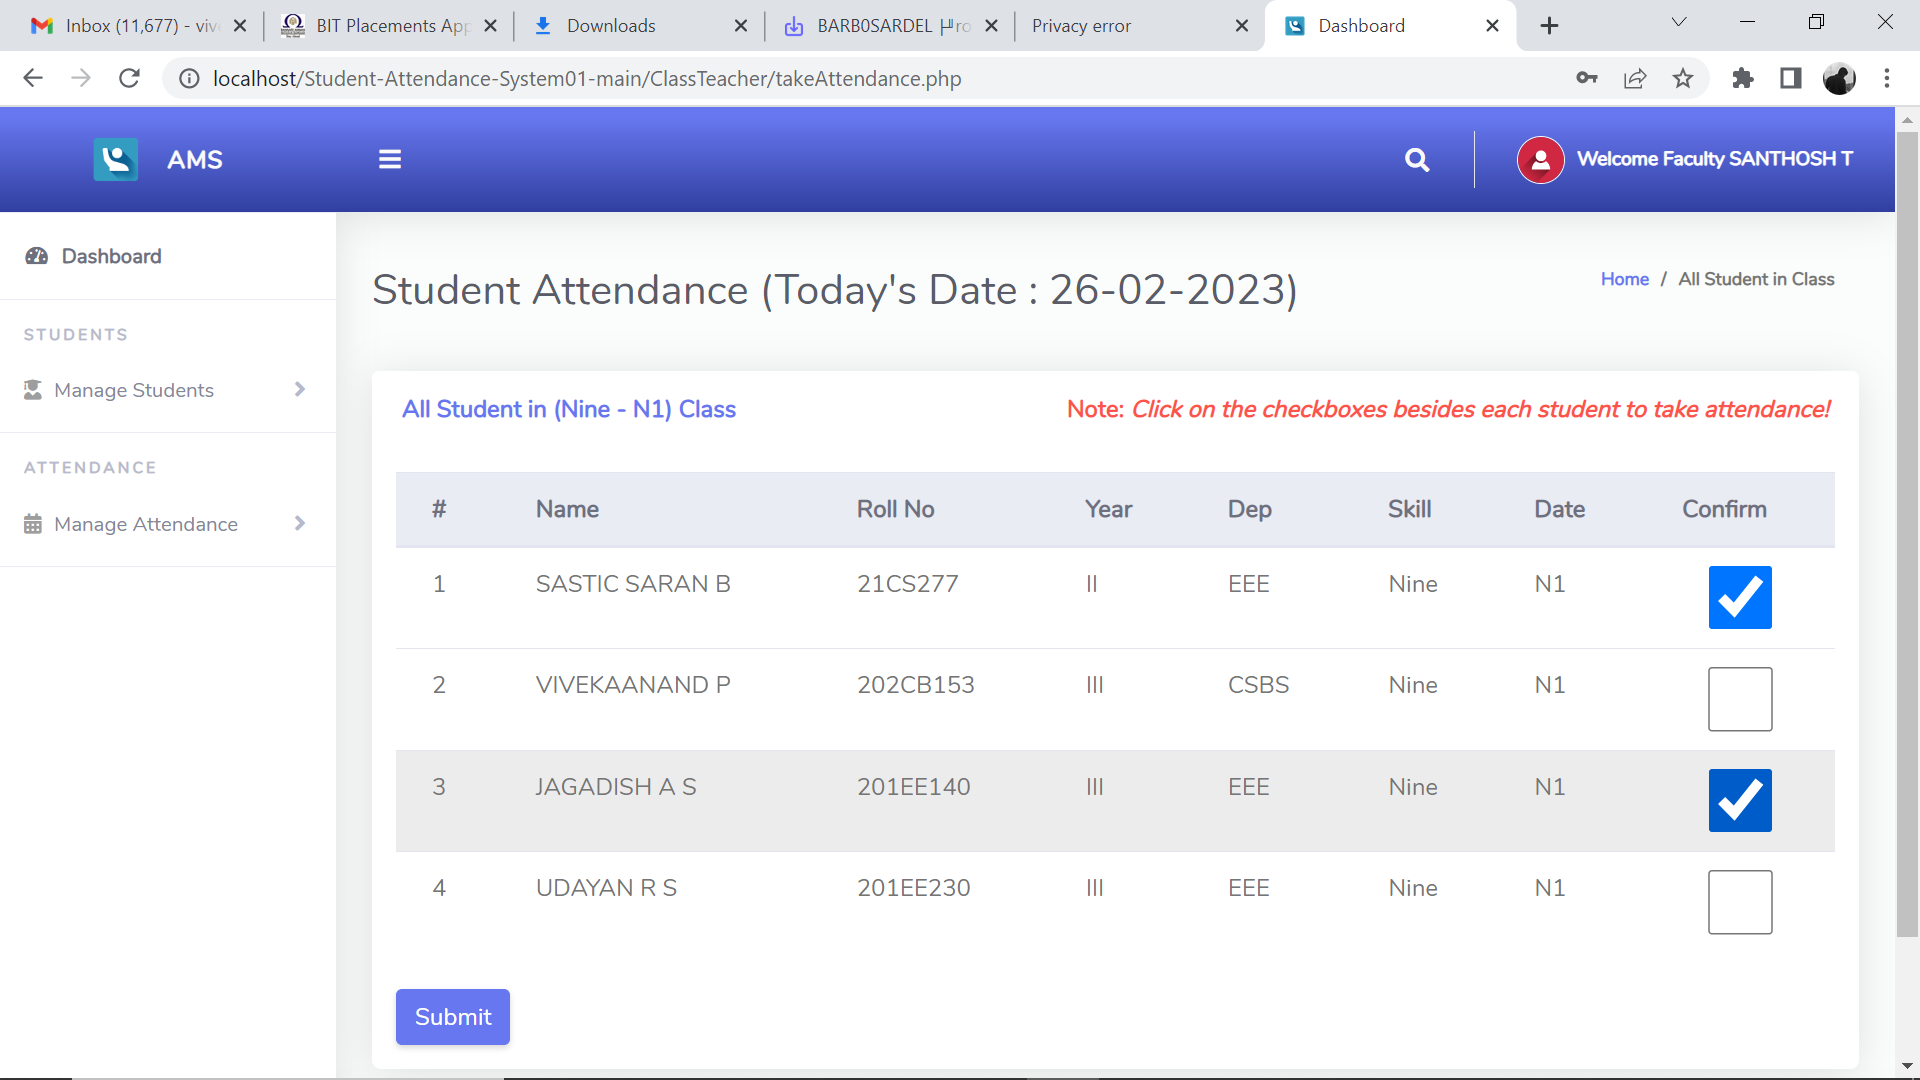 Inbox (11,677) - viv
BIT Placements App
Downloads
BARB0SARDEL
Privacy error
Dashboard
localhost/Student-Attendance-System01-main/ClassTeacher/takeAttendance.php
AMS
Welcome Faculty SANTHOSH T
Dashboard
STUDENTS
Manage Students
ATTENDANCE
Manage Attendance
Student Attendance (Today's Date : 26-02-2023)
Home / All Student in Class
All Student in (Nine - N1) Class
Note: Click on the checkboxes besides each student to take attendance!
# Name Roll No Year Dep Skill Date Confirm
1 SASTIC SARAN B 21CS277 II EEE Nine N1
2 VIVEKAANAND P 202CB153 III CSBS Nine N1
3 JAGADISH A S 201EE140 III EEE Nine N1
4 UDAYAN R S 201EE230 III EEE Nine N1
Submit